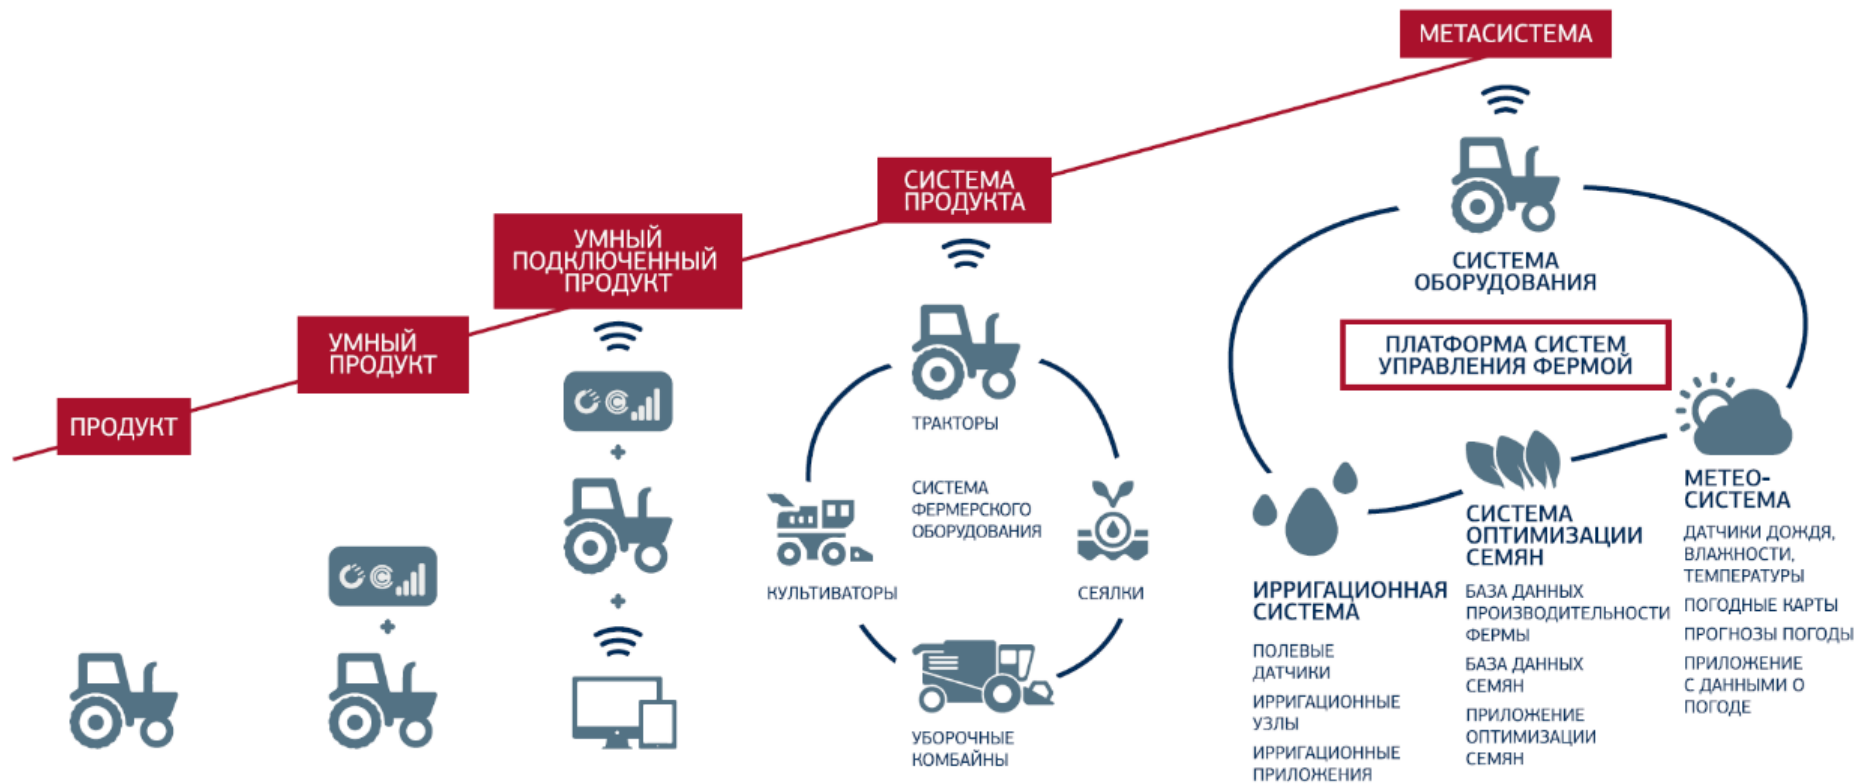 ПРОДУКТ
УМНЫЙ
ПРОДУКТ
УМНЫЙ
ПОДКЛЮЧЕННЫЙ
ПРОДУКТ
СИСТЕМА
ПРОДУКТА
ТРАКТОРЫ
СИСТЕМА
ФЕРМЕРСКОГО
ОБОРУДОВАНИЯ
КУЛЬТИВАТОРЫ
СЕЯЛКИ
УБОРОЧНЫЕ
КОМБАЙНЫ
МЕТАСИСТЕМА
СИСТЕМА
ОБОРУДОВАНИЯ
ПЛАТФОРМА СИСТЕМ
УПРАВЛЕНИЯ ФЕРМОЙ
ИРРИГАЦИОННАЯ
СИСТЕМА
ПОЛЕВЫЕ
ДАТЧИКИ
ИРРИГАЦИОННЫЕ
УЗЛЫ
ИРРИГАЦИОННЫЕ
ПРИЛОЖЕНИЯ
СИСТЕМА
ОПТИМИЗАЦИИ
СЕМЯН
БАЗА ДАННЫХ
ПРОИЗВОДИТЕЛЬНОСТИ
ФЕРМЫ
БАЗА ДАННЫХ
СЕМЯН
ПРИЛОЖЕНИЕ
ОПТИМИЗАЦИИ
СЕМЯН
МЕТЕО-
СИСТЕМА
ДАТЧИКИ ДОЖДЯ,
ВЛАЖНОСТИ,
ТЕМПЕРАТУРЫ
ПОГОДНЫЕ КАРТЫ
ПРОГНОЗЫ ПОГОДЫ
ПРИЛОЖЕНИЕ
С ДАННЫМИ О
ПОГОДЕ